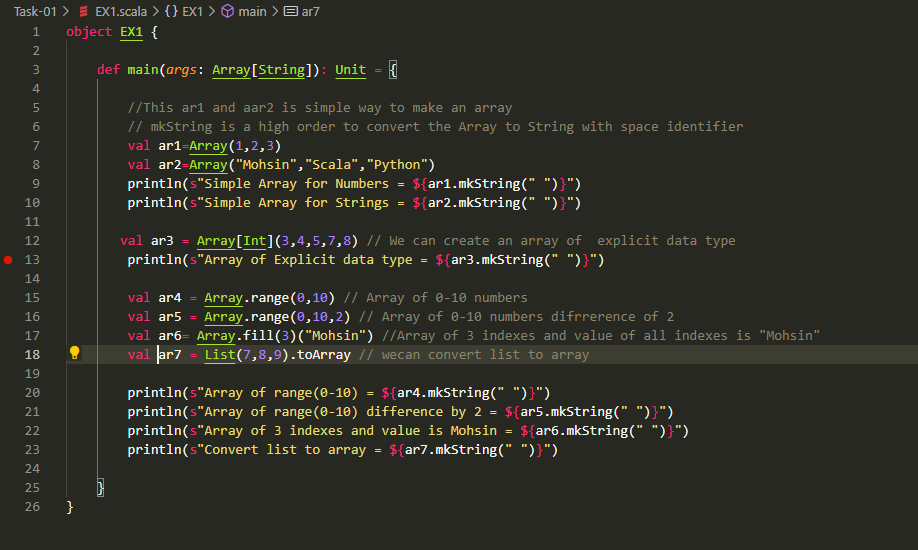 Task-01 > EX1.scala > {} EX1 > main > ar7
1 object EX1 {
2
3 def main(args: Array[String]): Unit = {
4
5 //This ar1 and aar2 is simple way to make an array
6 // mkString is a high order to convert the Array to String with space identifier
7 val ar1=Array(1,2,3)
8 val ar2=Array("Mohsin","Scala","Python")
9 println(s"Simple Array for Numbers = ${ar1.mkString(" ")}")
10 println(s"Simple Array for Strings = ${ar2.mkString(" ")}")
11
12 val ar3 = Array[Int](3,4,5,7,8) // We can create an array of  explicit data type
13 println(s"Array of Explicit data type = ${ar3.mkString(" ")}")
14
15 val ar4 = Array.range(0,10) // Array of 0-10 numbers
16 val ar5 = Array.range(0,10,2) // Array of 0-10 numbers difrrerence of 2
17 val ar6= Array.fill(3)("Mohsin") //Array of 3 indexes and value of all indexes is "Mohsin"
18 val ar7 = List(7,8,9).toArray // wecan convert list to array
19
20 println(s"Array of range(0-10) = ${ar4.mkString(" ")}")
21 println(s"Array of range(0-10) difference by 2 = ${ar5.mkString(" ")}")
22 println(s"Array of 3 indexes and value is Mohsin = ${ar6.mkString(" ")}")
23 println(s"Convert list to array = ${ar7.mkString(" ")}")
24
25 }
26 }